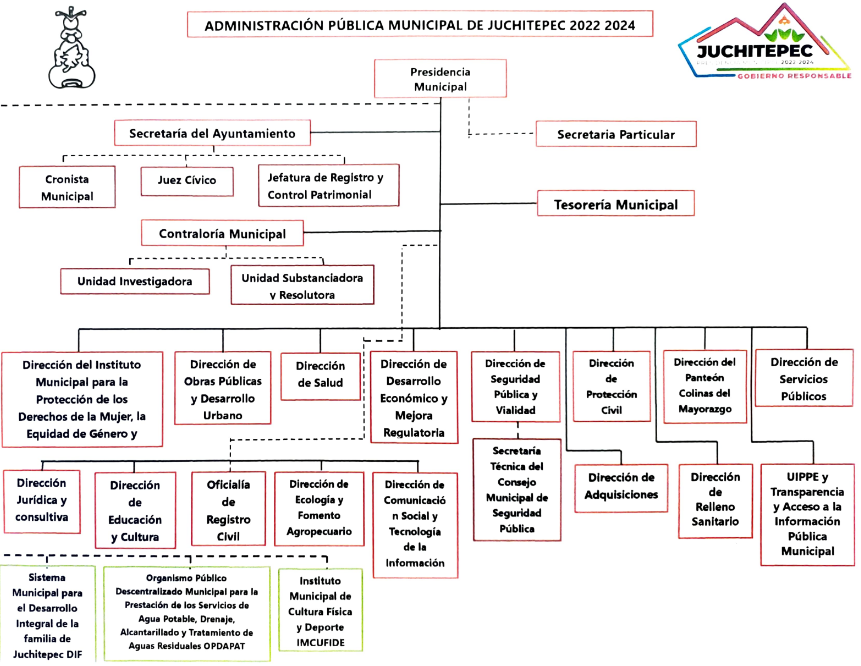 ADMINISTRACIÓN PÚBLICA MUNICIPAL DE JUCHITEPEC 2022 2024
JUCHITEPEC
2022-2024
GOBIERNO RESPONSABLE
Presidencia
Municipal
Secretaría del Ayuntamiento
Secretaria Particular
Cronista
Municipal
Juez Cívico
Jefatura de Registro y
Control Patrimonial
Tesorería Municipal
Contraloría Municipal
Unidad Investigadora
Unidad Substanciadora
y Resolutora
Dirección del Instituto
Municipal para la
Protección de los
Derechos de la Mujer, la
Equidad de Género y
Dirección de
Obras Públicas
y Desarrollo
Urbano
Dirección
de Salud
Dirección de
Desarrollo
Económico y
Mejora
Regulatoria
Dirección de
Seguridad
Pública y
Vialidad
Dirección
de
Protección
Civil
Dirección del
Panteón
Colinas del
Mayorazgo
Dirección de
Servicios
Públicos
Dirección
Jurídica y
consultiva
Dirección
de
Educación
y Cultura
Oficialía
de
Registro
Civil
Dirección de
Ecología y
Fomento
Agropecuario
Dirección de
Comunicació
n Social y
Tecnología
de la
Información
Secretaría
Técnica del
Consejo
Municipal de
Seguridad
Pública
Dirección de
Adquisiciones
Dirección
de
Relleno
Sanitario
UIPPE y
Transparencia
y Acceso a la
Información
Pública
Municipal
Sistema
Municipal para
el Desarrollo
Integral de la
familia de
Juchitepec DIF
Organismo Público
Descentralizado Municipal para la
Prestación de los Servicios de
Agua Potable, Drenaje,
Alcantarillado y Tratamiento de
Aguas Residuales OPDAPAT
Instituto
Municipal de
Cultura Física
y Deporte
IMCUFIDE